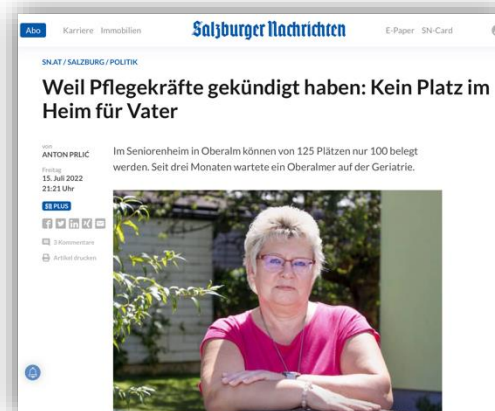 Abo
Karriere Immobilien
Salzburger Nachrichten
E-Paper SN-Card
SN.AT / SALZBURG / POLITIK
Weil Pflegekräfte gekündigt haben: Kein Platz im
Heim für Vater
von
ANTON PRLIĆ
Freitag
15. Juli 2022
21:21 Uhr
PLUS
3 Kommentare
Artikel drucken
Im Seniorenheim in Oberalm können von 125 Plätzen nur 100 belegt
werden. Seit drei Monaten wartete ein Oberalmer auf der Geriatrie.